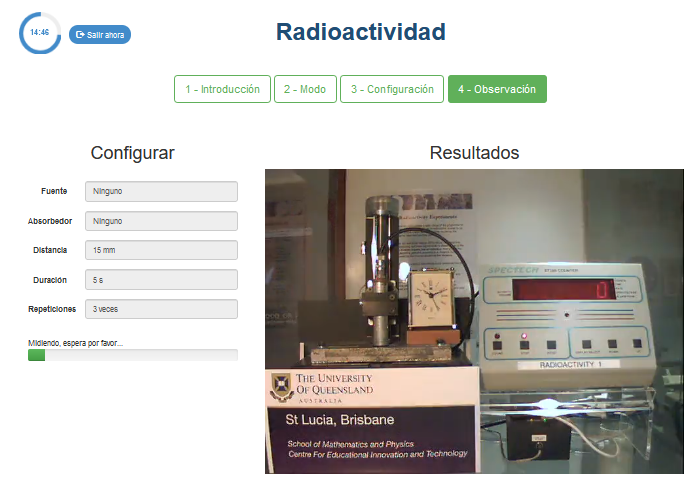 14:46
Salir ahora
Radioactividad
1 - Introducción
2 - Modo
3 - Configuración
4 - Observación
Configurar
Resultados
Fuente
Ninguno
Absorbedor
Ninguno
Distancia
15 mm
Duración
5 s
Repeticiones
3 veces
Midiendo, espera por favor...
SPECTECH
0
RADIOACTIVITY 1
THE UNIVERSITY
OF QUEENSLAND
AUSTRALIA
St Lucia, Brisbane
School of Mathematics and Physics
Centre For Educational Innovation and Technology